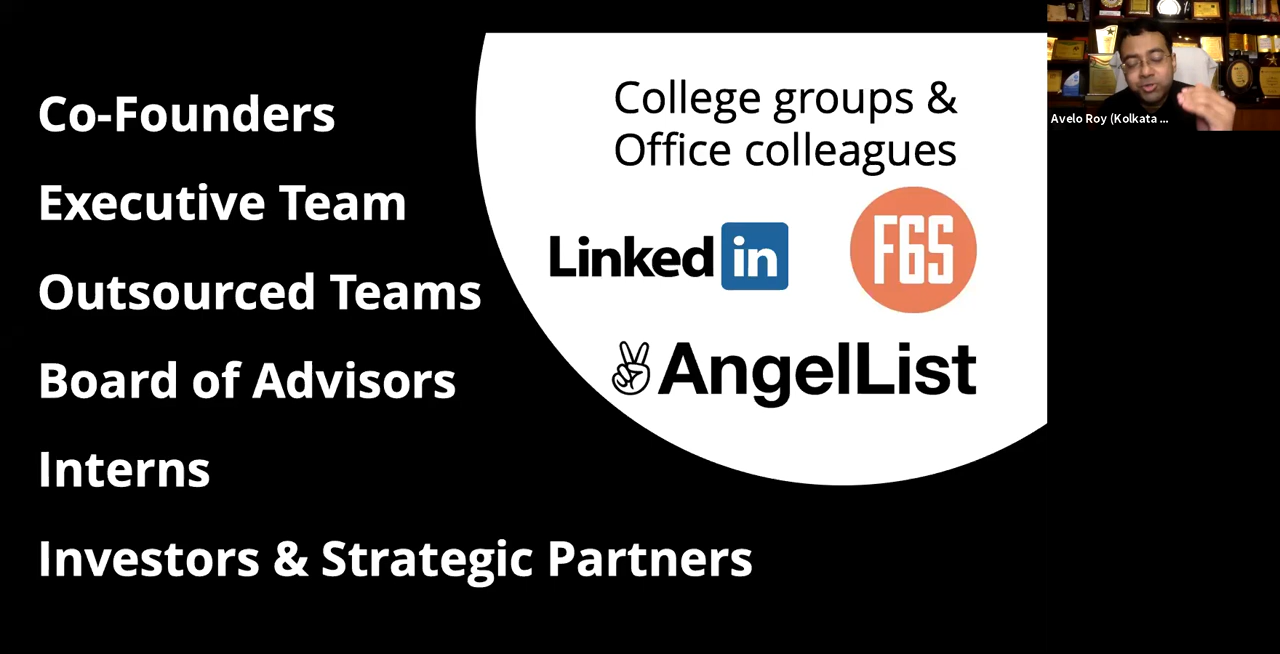 Co-Founders
Executive Team
Outsourced Teams
Board of Advisors
Interns
Investors & Strategic Partners
College groups &
Office colleagues
Linked in
F6S
AngelList
Avelo Roy (Kolkata ...